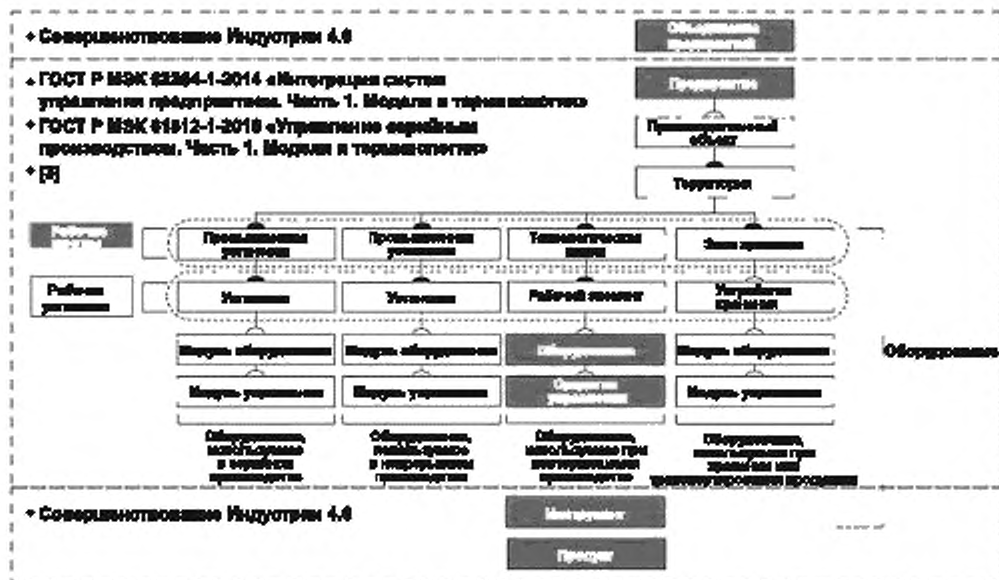 • Совершенствование Индустрии 4.0
Объединенные
• ГОСТ Р МЭК 62264-1-2014 «Интеграция систем
управления предприятием. Часть 1. Модели и терминология»
Предприятие
• ГОСТ Р МЭК 61512-1-2016 «Управление серийным
производством. Часть 1. Модели и терминология»
Производственный
объект
• [3]
Территория
Рабочие
Промышленная
установка
Промышленная
установка
Технологическая
линия
Зона хранения
Рабочая
установка
Установка
Установка
Рабочий элемент
Устройство
хранения
Модуль оборудования
Модуль оборудования
Оборудование
Модуль оборудования
Оборудование
Модуль управления
Модуль управления
Модуль управления
Оборудование,
используемое
в серийном
производстве
Оборудование,
используемое
в непрерывном
производстве
Оборудование,
используемое при
производстве
Оборудование,
используемое при
хранении или
транспортировании продукции
• Совершенствование Индустрии 4.0
Инструмент
Продукт